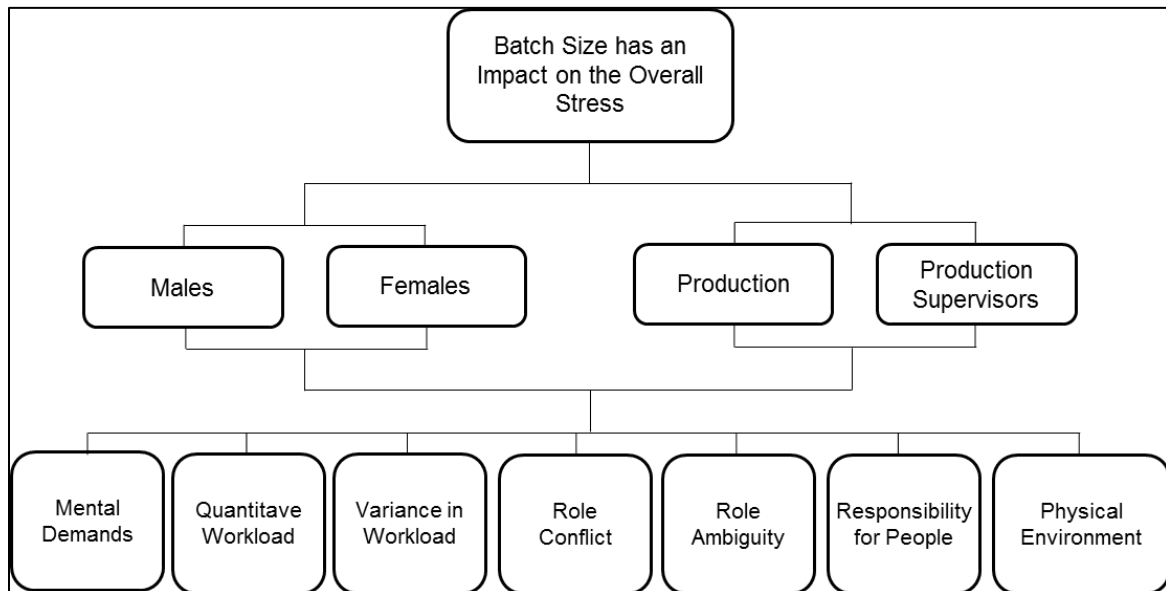 Batch Size has an
Impact on the Overall
Stress
Males
Females
Production
Production
Supervisors
Mental
Demands
Quantitave
Workload
Variance in
Workload
Role
Conflict
Role
Ambiguity
Responsibility
for People
Physical
Environment